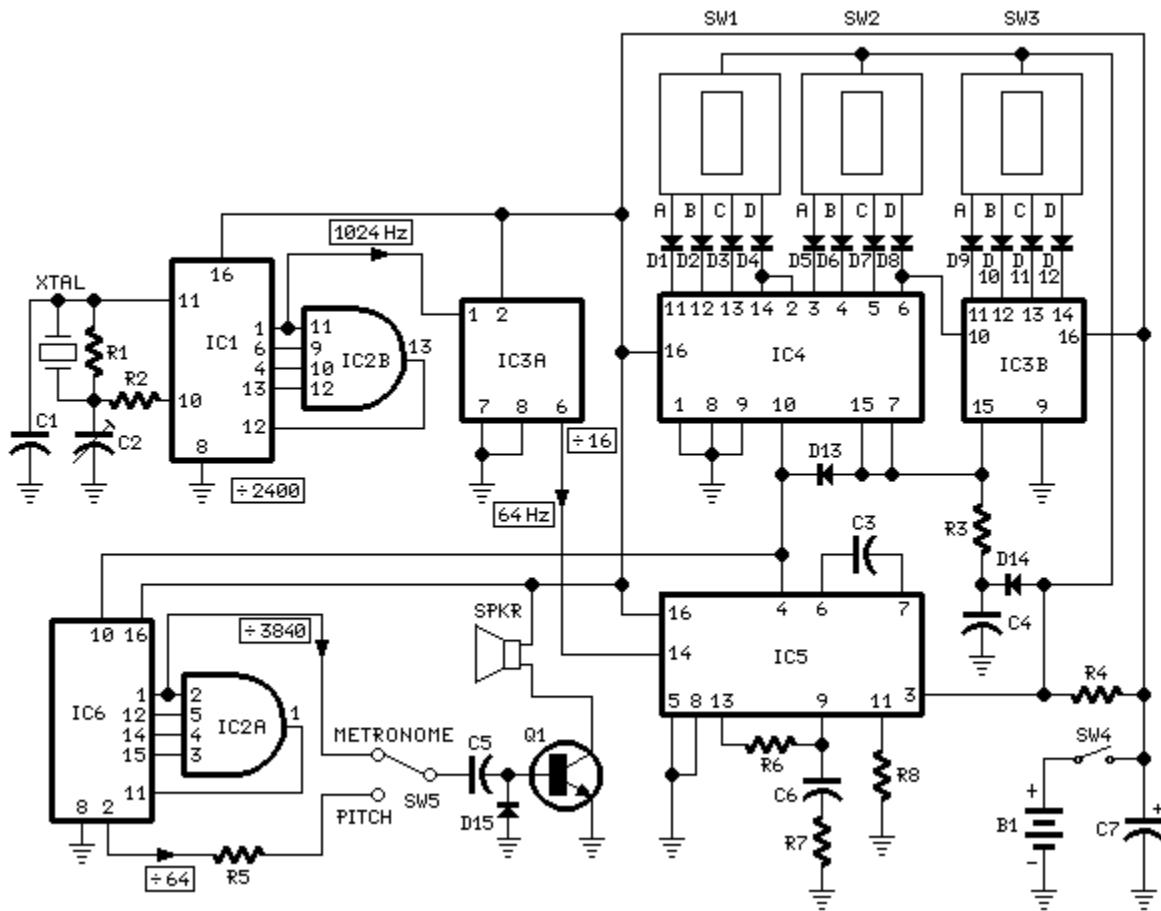 SW1 SW2 SW3
A B C D A B C D A B C D
D1 D2 D3 D4 D5 D6 D7 D8 D9 D D D
10 11 12
1024 Hz
XTAL
16
11
1 11
6 9
4 10
13 12
12
10
8
IC1
IC2B
13
R1
R2
C1
C2
÷2400
1 2
IC3A
7 8 6
÷16
64 Hz
11 12 13 14 2 3 4 5 6
16
IC4
1 8 9 10 15 7
11 12 13 14
10 16
IC3B
15 9
D13
R3
D14
C4
C3
16 4 6 7
14
IC5
5 8 13 9 11 3
R4
R6
C6
R7
R8
SW4
+
B1
-
+
C7
÷3840
SPKR
10 16
IC6
1 2
12 5
14 4
15 3
11
8 2
IC2A
1
METRONOME
SW5
PITCH
C5
Q1
D15
R5
÷64